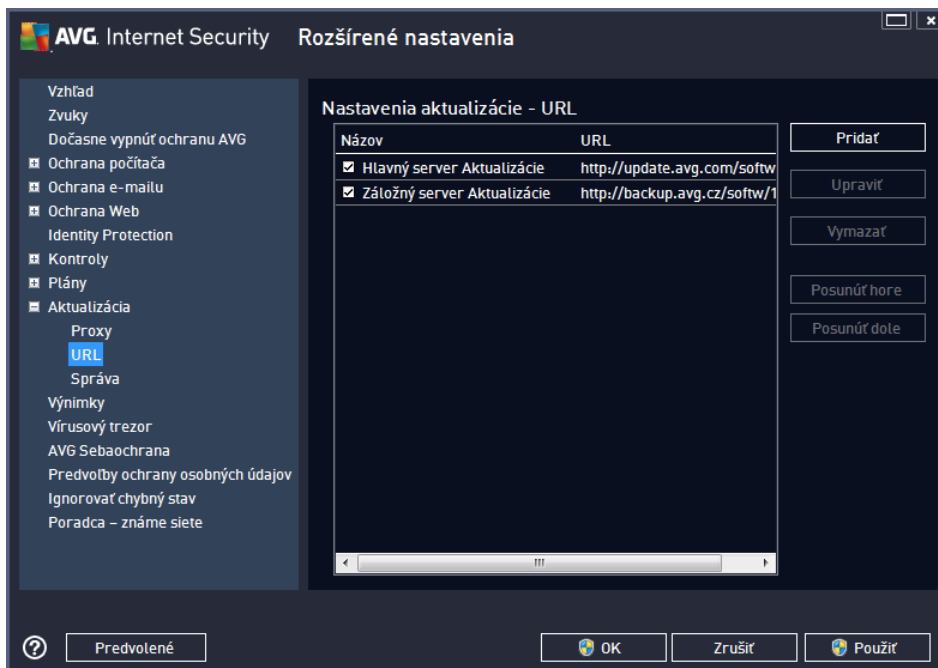 AVG. Internet Security Rozšírené nastavenia
Vzhľad
Zvuky
Dočasne vypnúť ochranu AVG
Ochrana počítača
Ochrana e-mailu
Ochrana Web
Identity Protection
Kontroly
Plány
Aktualizácia
Proxy
URL
Správa
Výnimky
Vírusový trezor
AVG Sebaochrana
Predvoľby ochrany osobných údajov
Ignorovať chybný stav
Poradca – známe siete
Nastavenia aktualizácie - URL
Názov URL
Hlavný server Aktualizácie http://update.avg.com/softw
Záložný server Aktualizácie http://backup.avg.cz/softw/1
Pridať
Upraviť
Vymazať
Posunúť hore
Posunúť dole
? Predvolené OK Zrušiť Použiť